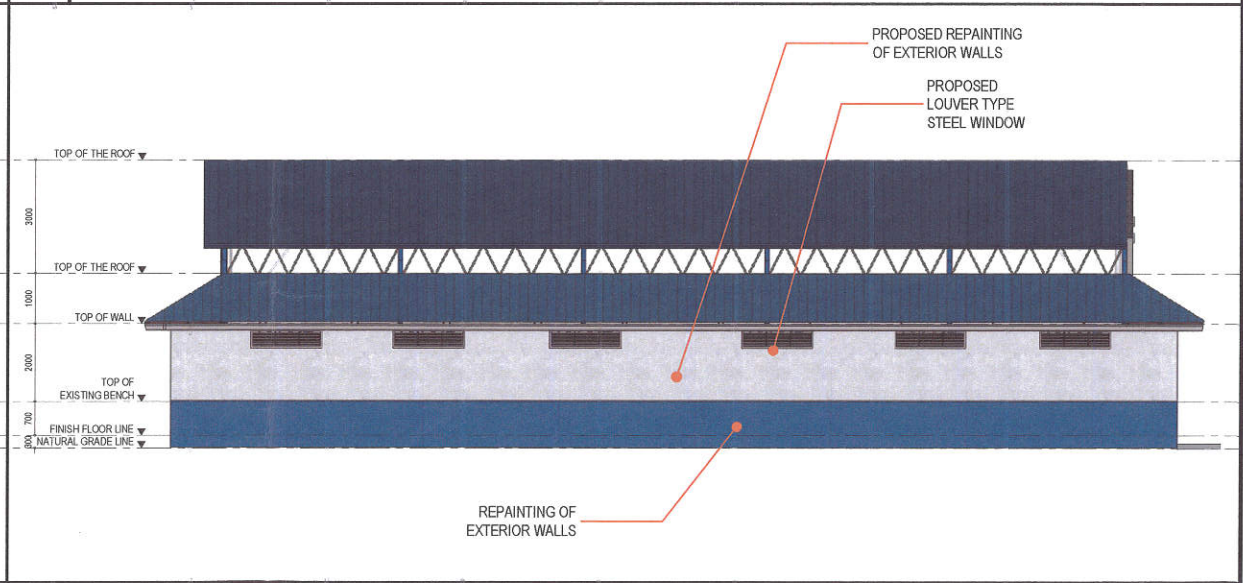 PROPOSED REPAINTING
OF EXTERIOR WALLS
PROPOSED
LOUVER TYPE
STEEL WINDOW
TOP OF THE ROOF
3000
TOP OF THE ROOF
1000
TOP OF WALL
2000
TOP OF
EXISTING BENCH
700
FINISH FLOOR LINE
300
NATURAL GRADE LINE
REPAINTING OF
EXTERIOR WALLS